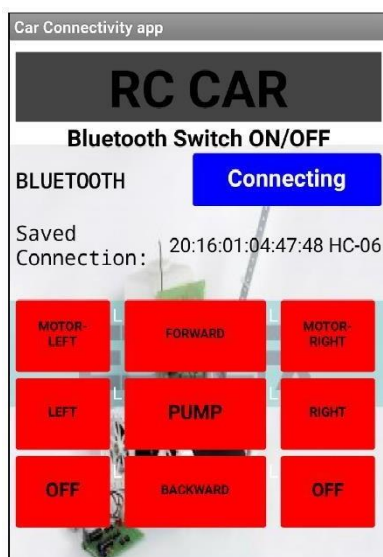 Car Connectivity app
RC CAR
Bluetooth Switch ON/OFF
BLUETOOTH Connecting
Saved
Connection: 20:16:01:04:47:48 HC-06
MOTOR-
LEFT
FORWARD
MOTOR-
RIGHT
LEFT PUMP RIGHT
OFF BACKWARD OFF